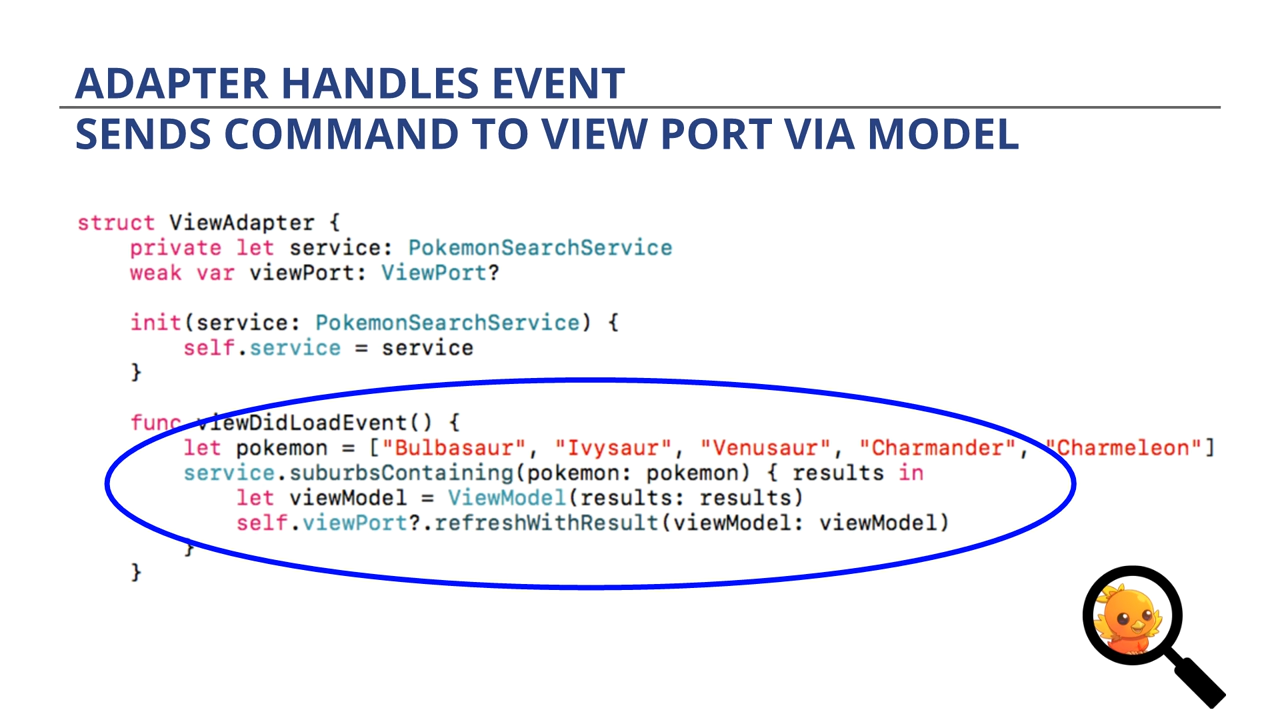 ADAPTER HANDLES EVENT
SENDS COMMAND TO VIEW PORT VIA MODEL
struct ViewAdapter {
    private let service: PokemonSearchService
    weak var viewPort: ViewPort?
    init(service: PokemonSearchService) {
        self.service = service
    }
    func viewDidLoadEvent() {
        let pokemon = ["Bulbasaur", "Ivysaur", "Venusaur", "Charmander", "Charmeleon"]
        service.suburbsContaining(pokemon: pokemon) { results in
            let viewModel = ViewModel(results: results)
            self.viewPort?.refreshWithResult(viewModel: viewModel)
        }
    }